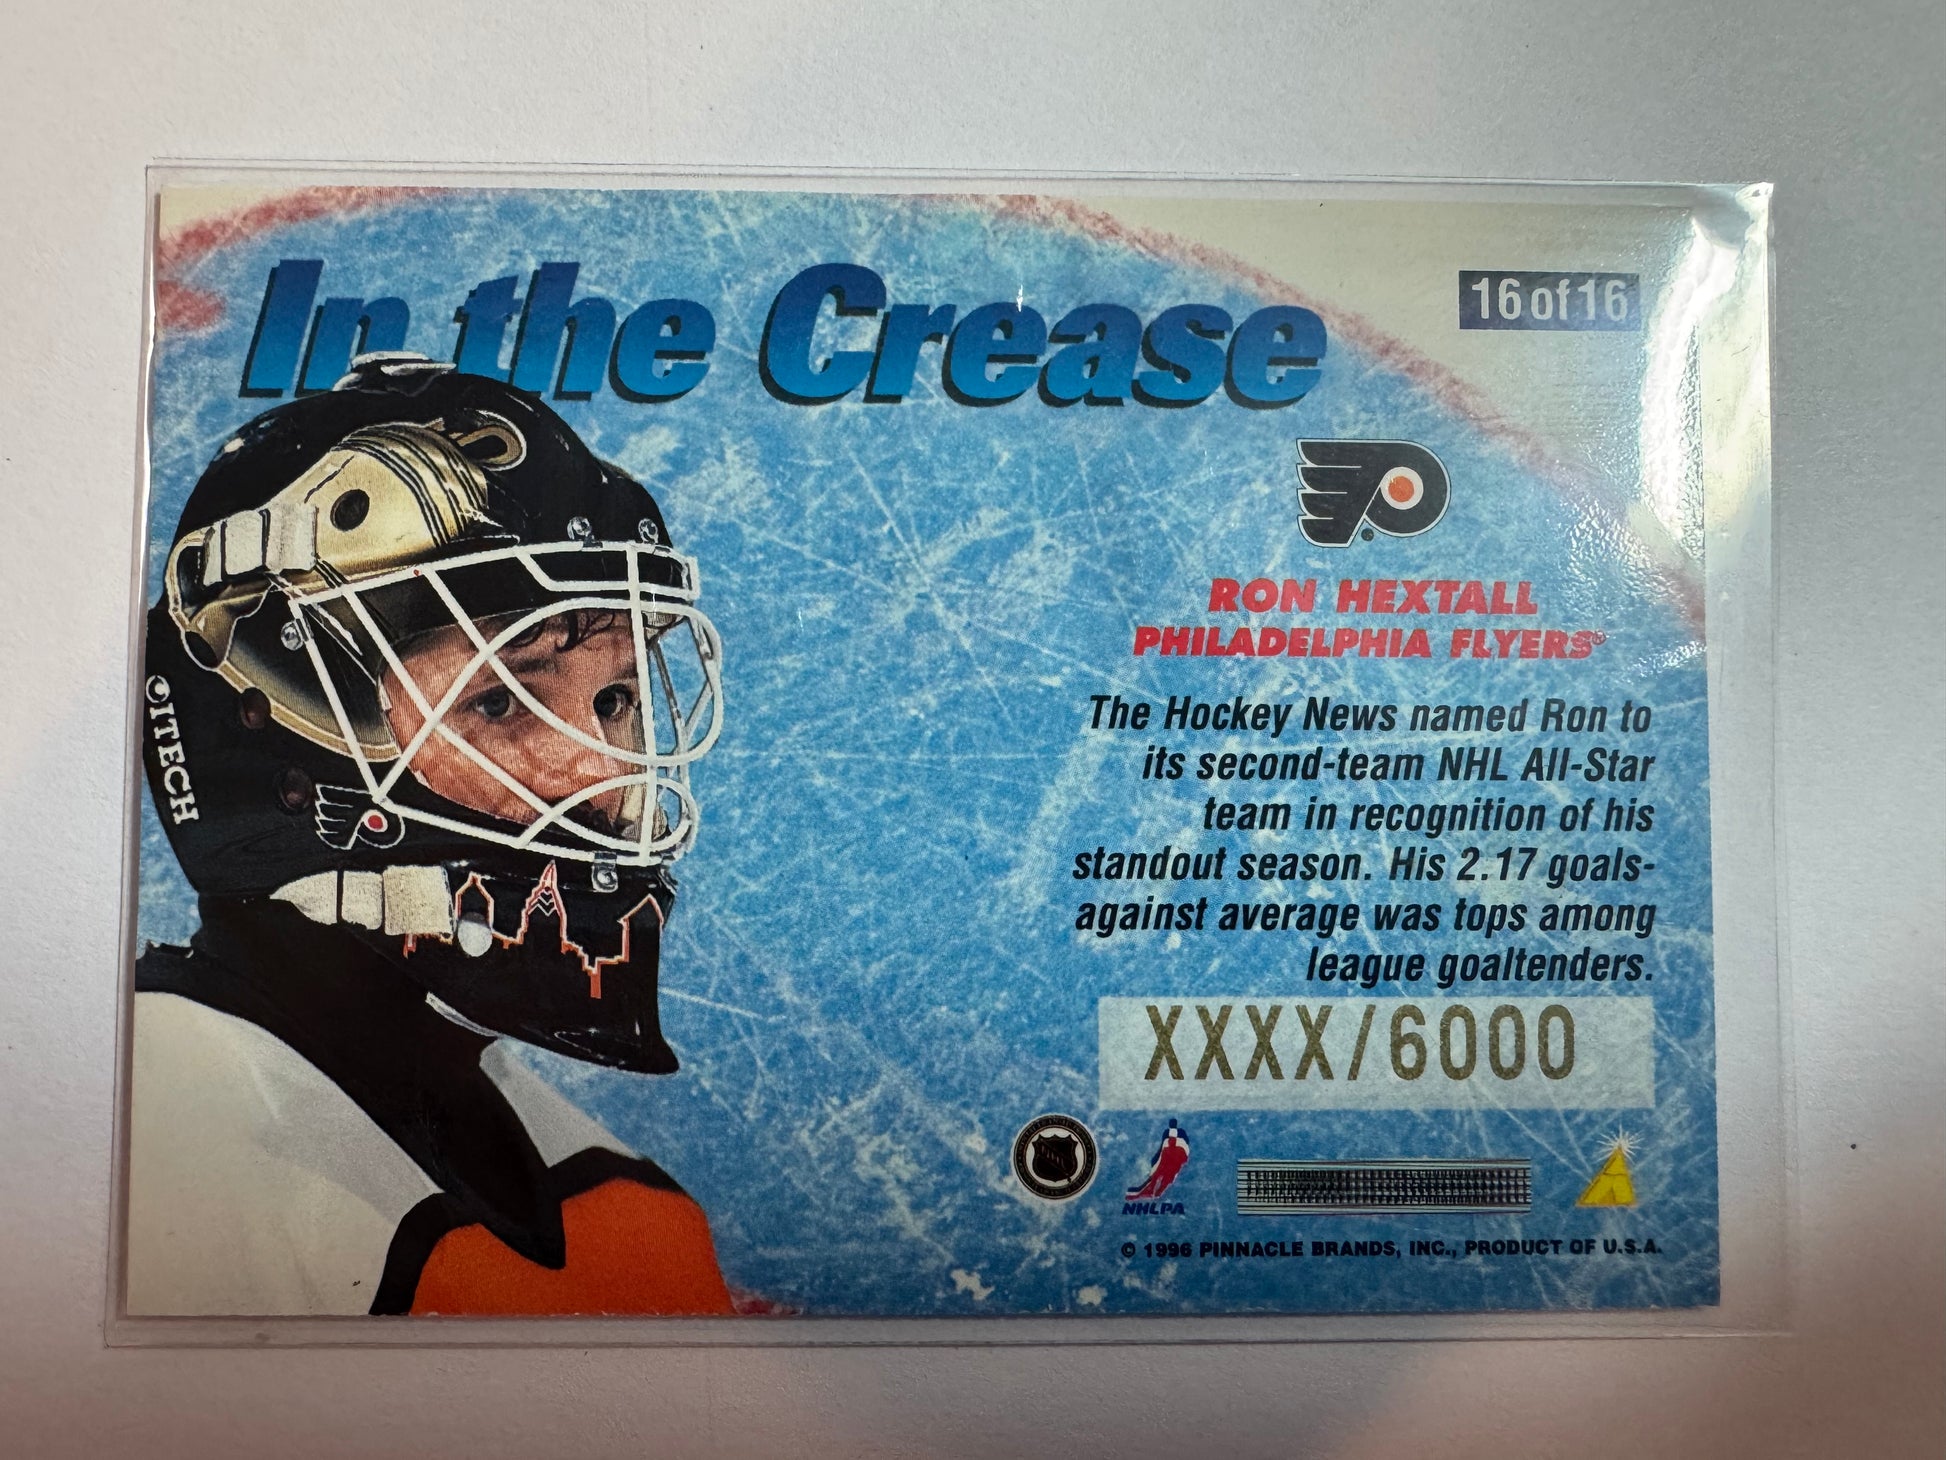 In the Crease
16 of 16
RON HEXTALL
PHILADELPHIA FLYERS®
The Hockey News named Ron to
its second-team NHL All-Star
team in recognition of his
standout season. His 2.17 goals-
against average was tops among
league goaltenders.
XXXX/6000
ITECH
NHL
NHLPA
© 1996 PINNACLE BRANDS, INC., PRODUCT OF U.S.A.